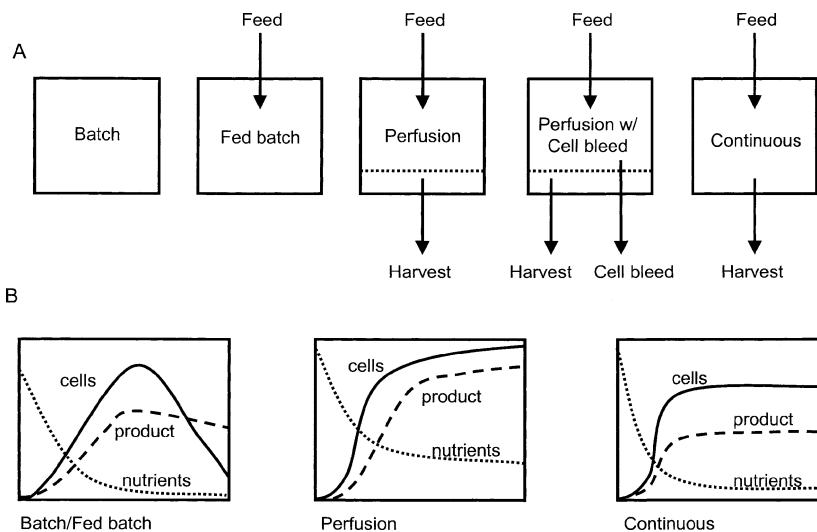 Feed Feed Feed Feed
A
Batch Fed batch Perfusion Perfusion w/ Continuous
Cell bleed
Harvest Harvest Cell bleed Harvest
B
cells
product
nutrients
Batch/Fed batch
cells
product
nutrients
Perfusion
cells
product
nutrients
Continuous